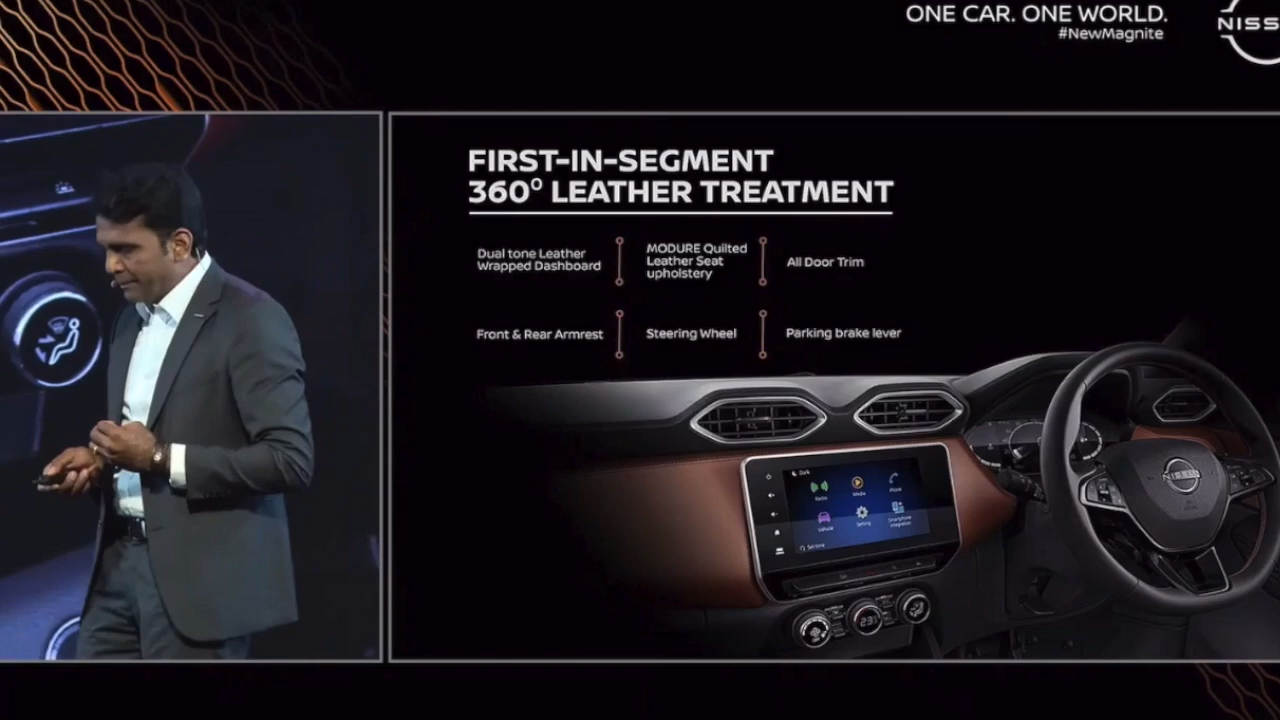 ONE CAR. ONE WORLD.
#NewMagnite
NISS
FIRST-IN-SEGMENT
360° LEATHER TREATMENT
Dual tone Leather
Wrapped Dashboard
MODURE Quilted
Leather Seat
upholstery
All Door Trim
Front & Rear Armrest
Steering Wheel
Parking brake lever
Radio
Media
Phone
Vehicle
Setting
Smartphone
integration
NISSAN
23